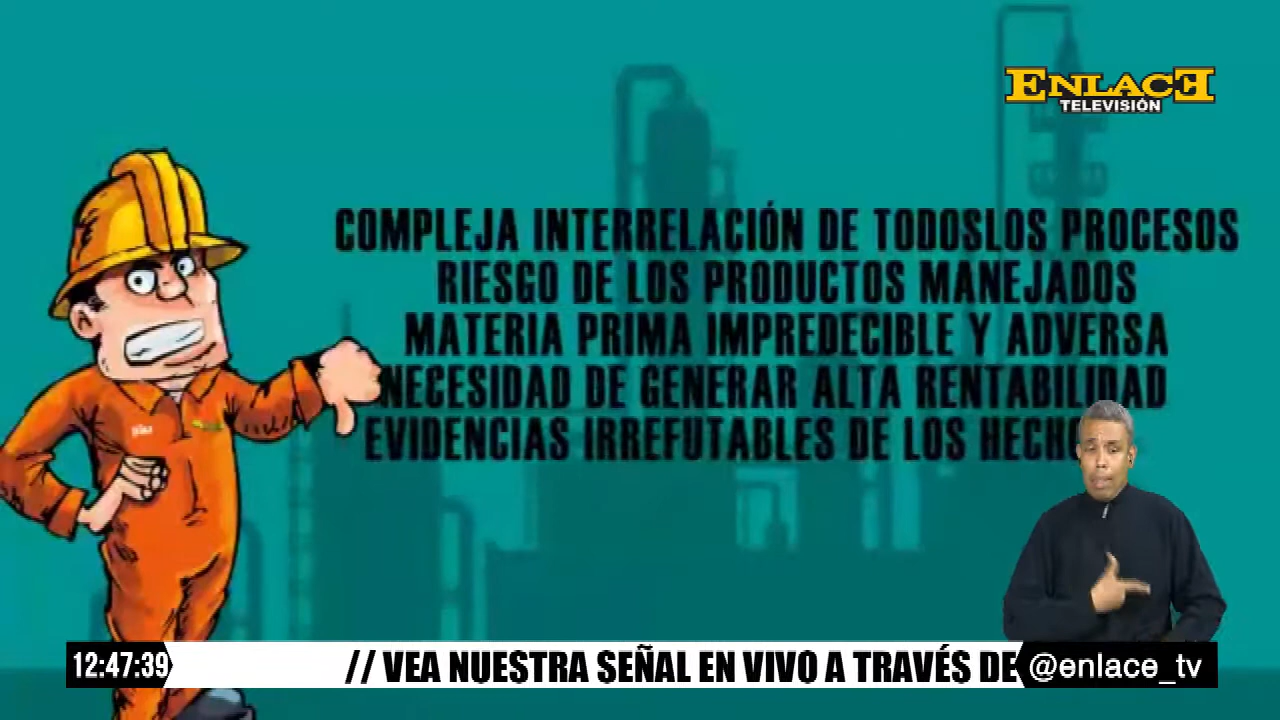 ENLACE
TELEVISIÓN
COMPLEJA INTERRELACIÓN DE TODOSLOS PROCESOS
RIESGO DE LOS PRODUCTOS MANEJADOS
MATERIA PRIMA IMPREDECIBLE Y ADVERSA
NECESIDAD DE GENERAR ALTA RENTABILIDAD
EVIDENCIAS IRREFUTABLES DE LOS
12:47:39
// VEA NUESTRA SEÑAL EN VIVO A TRAVÉS DE
@enlace_tv